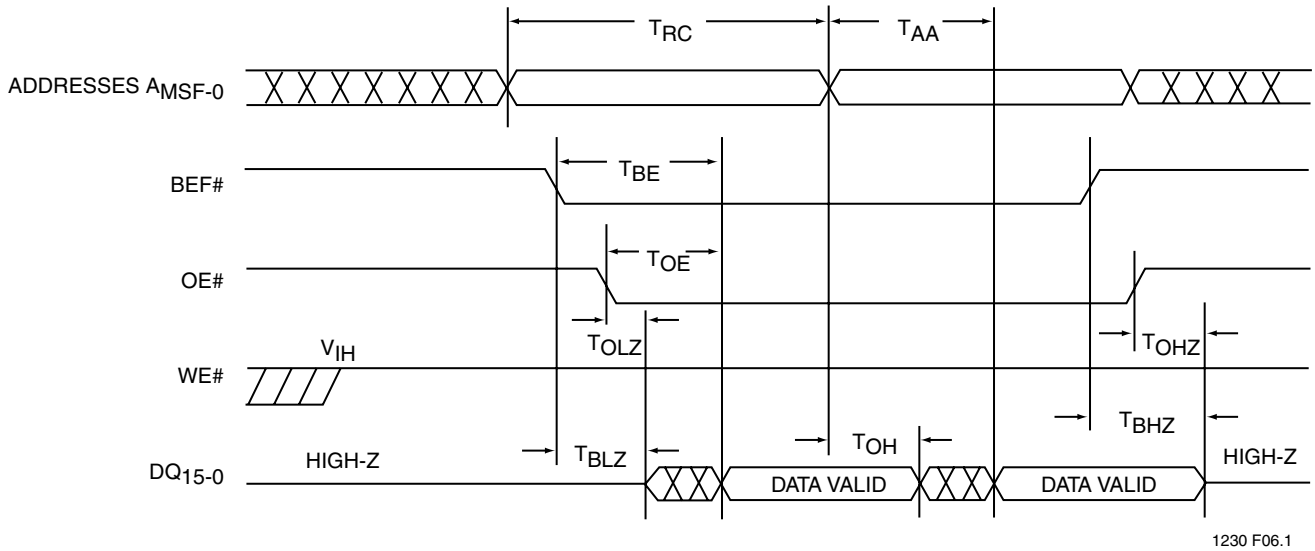 TRC
TAA
ADDRESSES AMSF-0
TBE
BEF#
TOE
OE#
TOLZ
TOHZ
VIH
WE#
TBHZ
TBLZ
TOH
HIGH-Z
HIGH-Z
DQ15-0
DATA VALID
DATA VALID
1230 F06.1